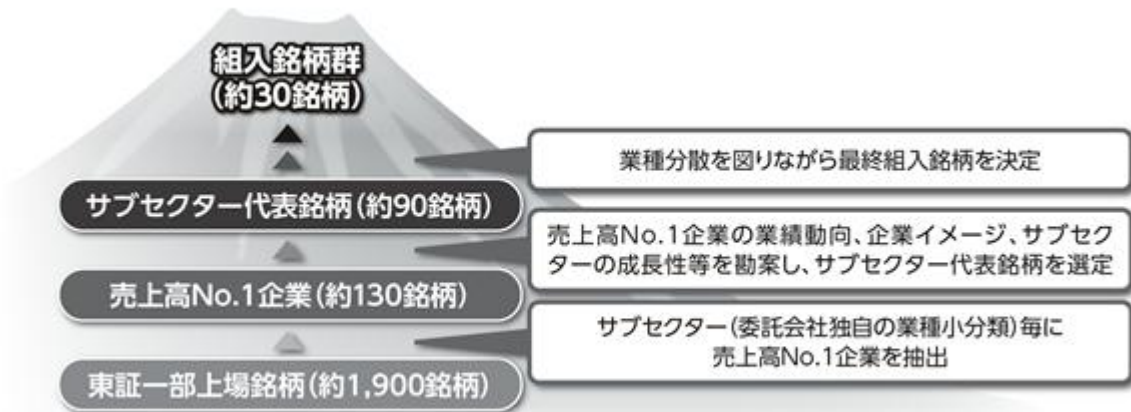 組入銘柄群
(約30銘柄)
業種分散を図りながら最終組入銘柄を決定
サブセクター代表銘柄(約90銘柄)
売上高No.1企業の業績動向、企業イメージ、サブセク
ターの成長性等を勘案し、サブセクター代表銘柄を選定
売上高No.1企業(約130銘柄)
サブセクター(委託会社独自の業種小分類)毎に
売上高No.1企業を抽出
東証一部上場銘柄(約1,900銘柄)